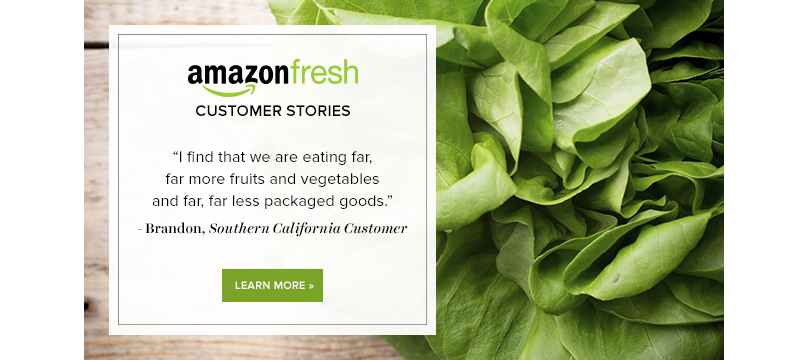 amazonfresh
CUSTOMER STORIES
“I find that we are eating far,
far more fruits and vegetables
and far, far less packaged goods.”
- Brandon, Southern California Customer
LEARN MORE »